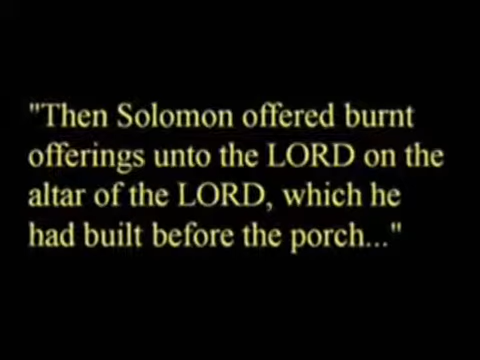 "Then Solomon offered burnt
offerings unto the LORD on the
altar of the LORD, which he
had built before the porch..."